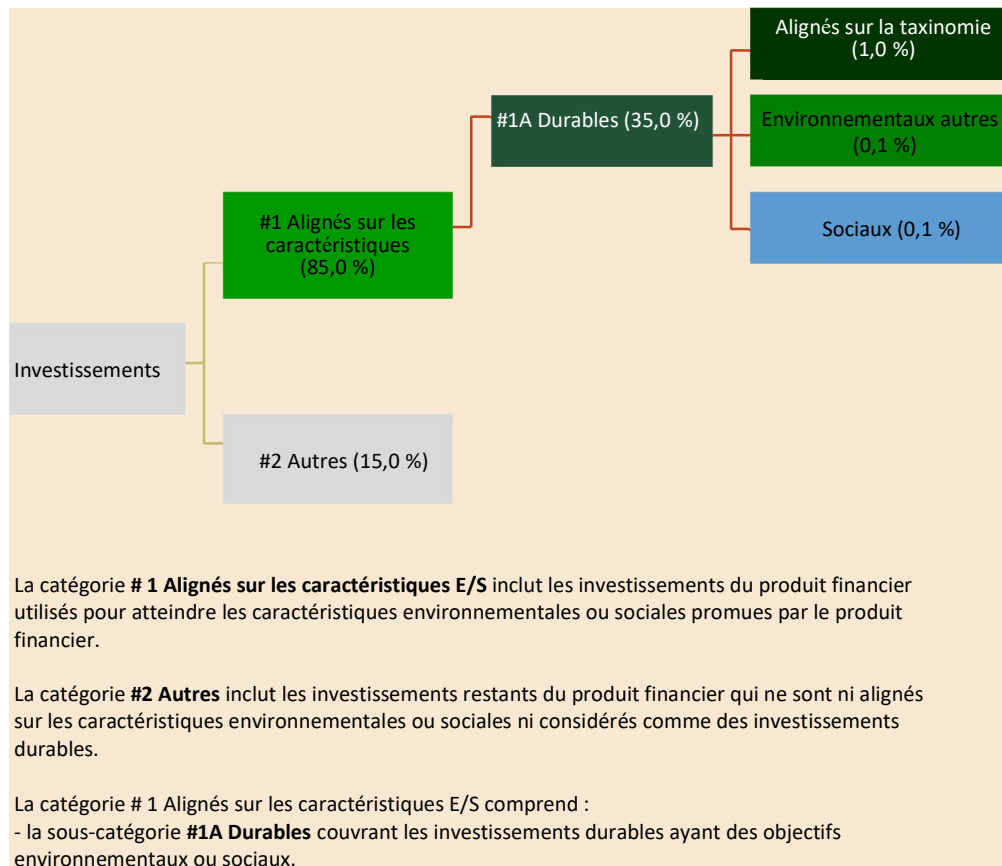 Alignés sur la taxinomie
(1,0 %)
#1A Durables (35,0 %)
Environnementaux autres
(0,1 %)
#1 Alignés sur les
caractéristiques
(85,0 %)
Sociaux (0,1 %)
Investissements
#2 Autres (15,0 %)
La catégorie # 1 Alignés sur les caractéristiques E/S inclut les investissements du produit financier
utilisés pour atteindre les caractéristiques environnementales ou sociales promues par le produit
financier.
La catégorie #2 Autres inclut les investissements restants du produit financier qui ne sont ni alignés
sur les caractéristiques environnementales ou sociales ni considérés comme des investissements
durables.
La catégorie # 1 Alignés sur les caractéristiques E/S comprend :
- la sous-catégorie #1A Durables couvrant les investissements durables ayant des objectifs
environnementaux ou sociaux.